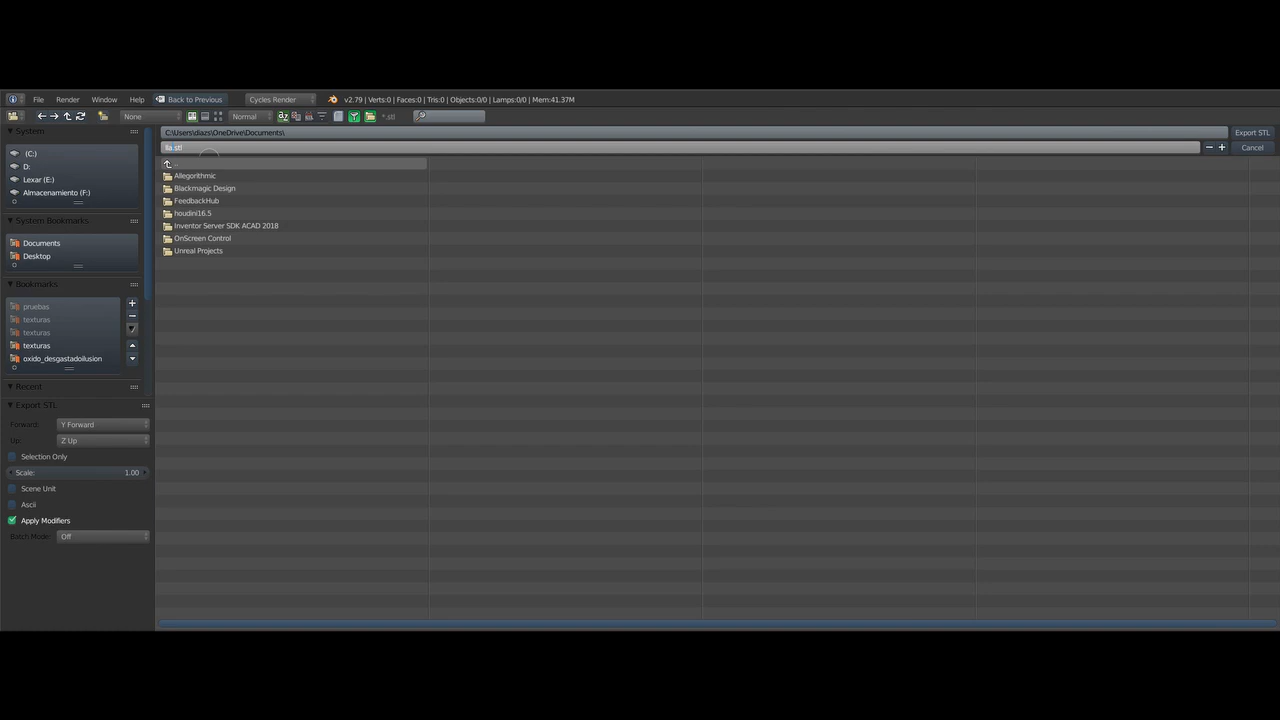 File Render Window Help Back to Previous Cycles Render v2.79 | Verts:0 | Faces:0 | Tris:0 | Objects:0/0 | Lamps:0/0 | Mem:41.37M
None Normal *.stl
System
(C:)
D:
Lexar (E:)
Almacenamiento (F:)
System Bookmarks
Documents
Desktop
Bookmarks
pruebas
texturas
texturas
texturas
oxido_desgastadoilusion
Recent
Export STL
Forward: Y Forward
Up: Z Up
Selection Only
Scale: 1.00
Scene Unit
Ascii
Apply Modifiers
Batch Mode: Off
C:\Users\diazs\OneDrive\Documents\ Export STL
lla.stl Cancel
..
Allegorithmic
Blackmagic Design
FeedbackHub
houdini16.5
Inventor Server SDK ACAD 2018
OnScreen Control
Unreal Projects